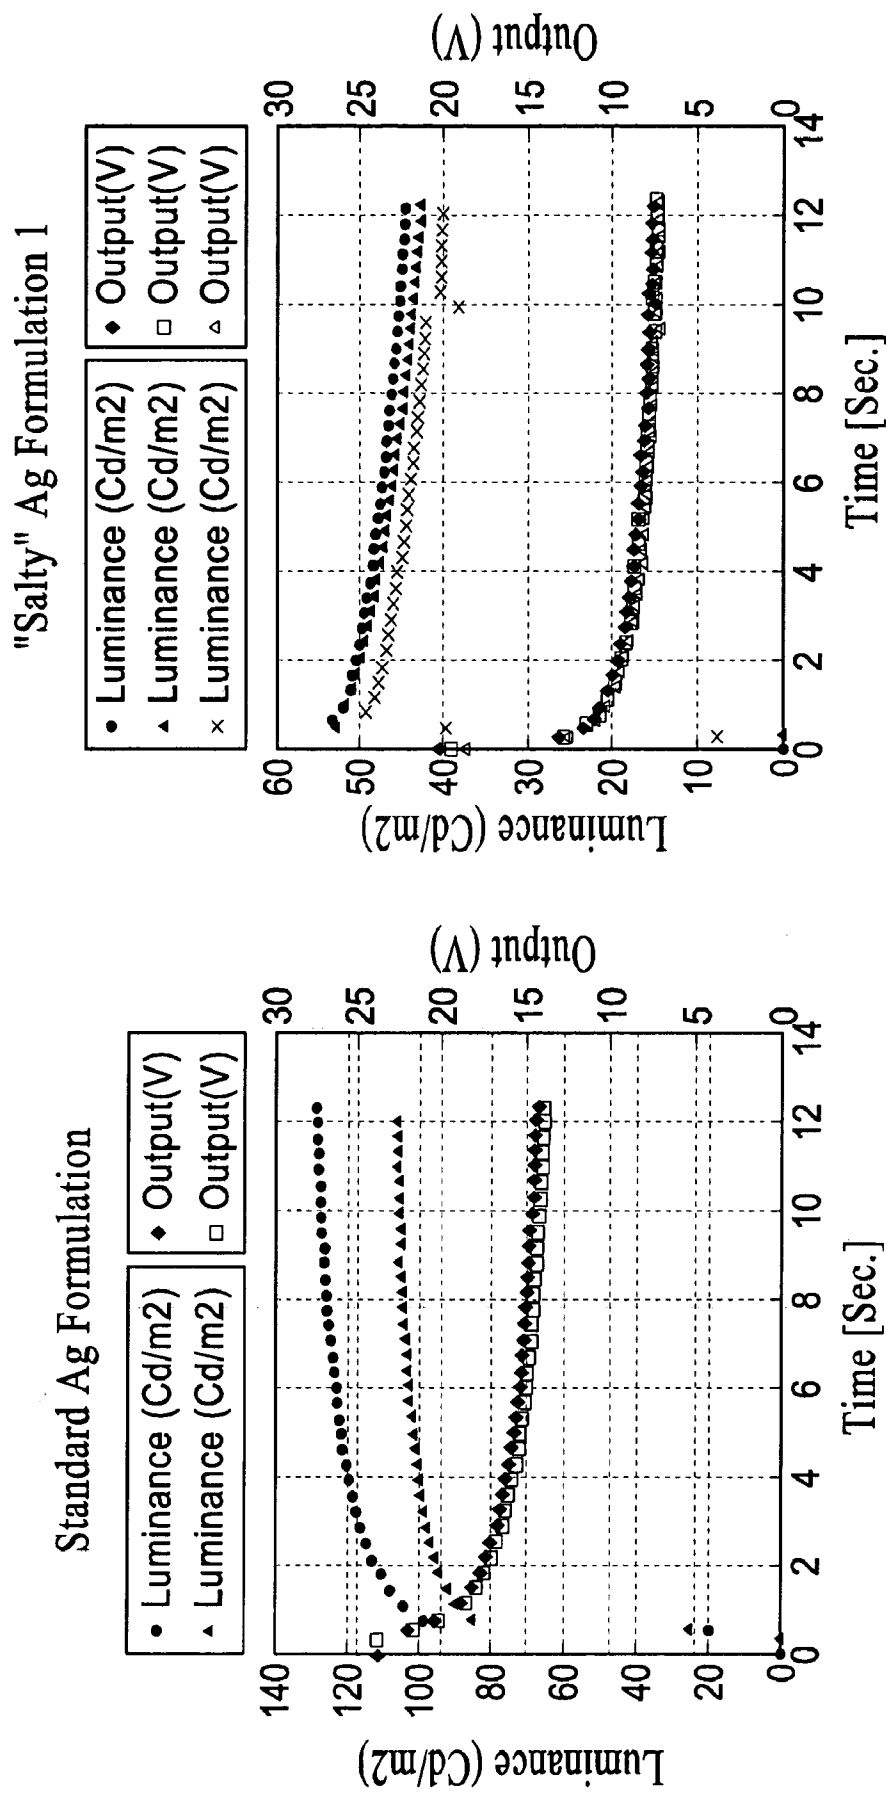 Standard Ag Formulation
Luminance (Cd/m2)
Luminance (Cd/m2)
Output(V)
Output(V)
Luminance (Cd/m2)
140
120
100
80
60
40
20
0
0
2
4
6
8
10
12
14
Time [Sec.]
30
25
20
15
10
5
0
Output
(V)
"Salty" Ag Formulation 1
Luminance (Cd/m2)
Luminance (Cd/m2)
Luminance (Cd/m2)
Output(V)
Output(V)
Output(V)
Luminance (Cd/m2)
60
50
40
30
20
10
0
0
2
4
6
8
10
12
14
Time [Sec.]
30
25
20
15
10
5
0
Output
(V)